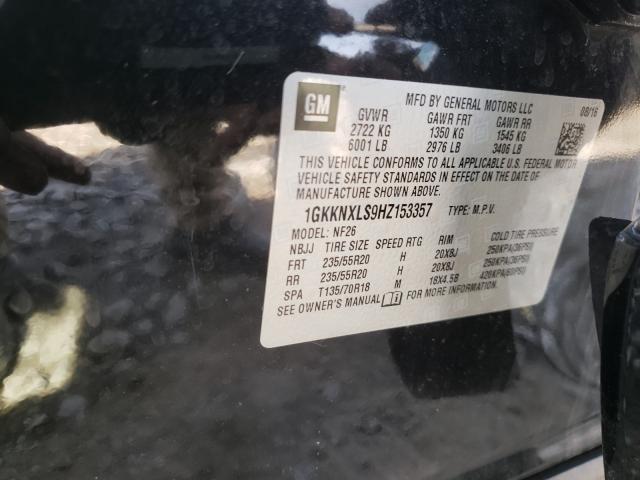 GM
MFD BY GENERAL MOTORS LLC 08/16
GVWR GAWR FRT GAWR RR
2722 KG 1350 KG 1545 KG
6001 LB 2976 LB 3406 LB
THIS VEHICLE CONFORMS TO ALL APPLICABLE U.S. FEDERAL MOTOR
VEHICLE SAFETY STANDARDS IN EFFECT ON THE DATE OF
MANUFACTURE SHOWN ABOVE.
1GKKNXLS9HZ153357 TYPE: M.P.V.
MODEL: NF26
NBJJ TIRE SIZE SPEED RTG RIM COLD TIRE PRESSURE
FRT 235/55R20 H 20X8J 250KPA(36PSI)
RR 235/55R20 H 20X8J 250KPA(36PSI)
SPA T135/70R18 M 18X4.5B 420KPA(60PSI)
SEE OWNER'S MANUAL